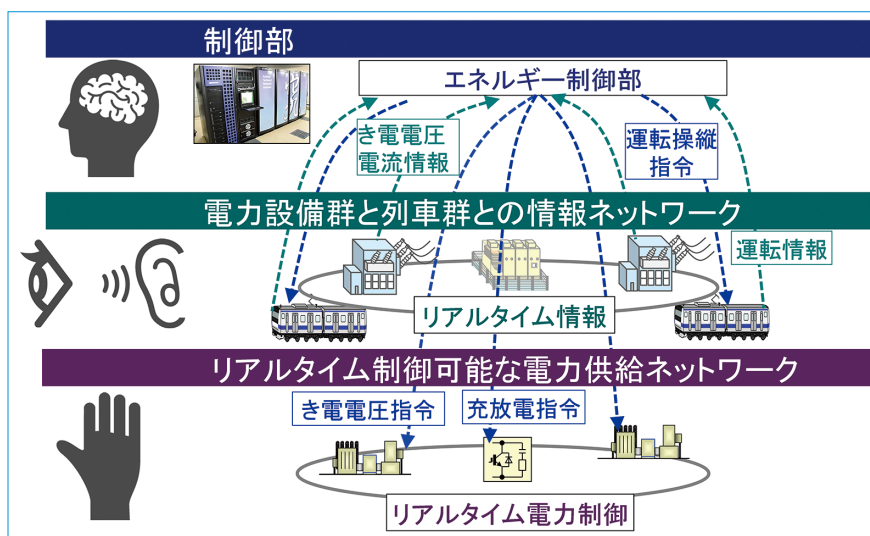 制御部
エネルギー制御部
き電電圧
電流情報
運転操縦
指令
電力設備群と列車群との情報ネットワーク
運転情報
リアルタイム情報
リアルタイム制御可能な電力供給ネットワーク
き電電圧指令
充放電指令
リアルタイム電力制御